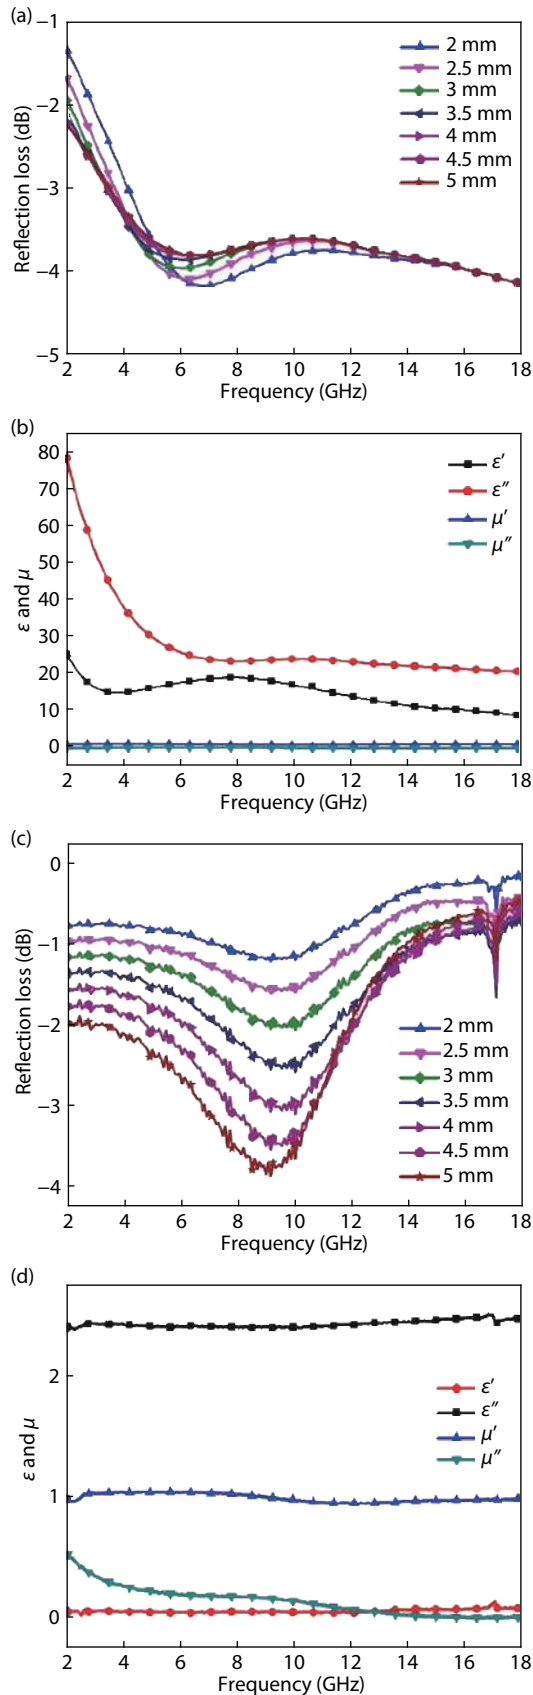 (a)
−1
−2
−3
−4
−5
Reflection loss (dB)
2 mm
2.5 mm
3 mm
3.5 mm
4 mm
4.5 mm
5 mm
2 4 6 8 10 12 14 16 18
Frequency (GHz)
(b)
80
70
60
50
40
30
20
10
0
ε and μ
ε′
ε″
μ′
μ″
2 4 6 8 10 12 14 16 18
Frequency (GHz)
(c)
0
−1
−2
−3
−4
Reflection loss (dB)
2 mm
2.5 mm
3 mm
3.5 mm
4 mm
4.5 mm
5 mm
2 4 6 8 10 12 14 16 18
Frequency (GHz)
(d)
2
1
0
ε and μ
ε′
ε″
μ′
μ″
2 4 6 8 10 12 14 16 18
Frequency (GHz)